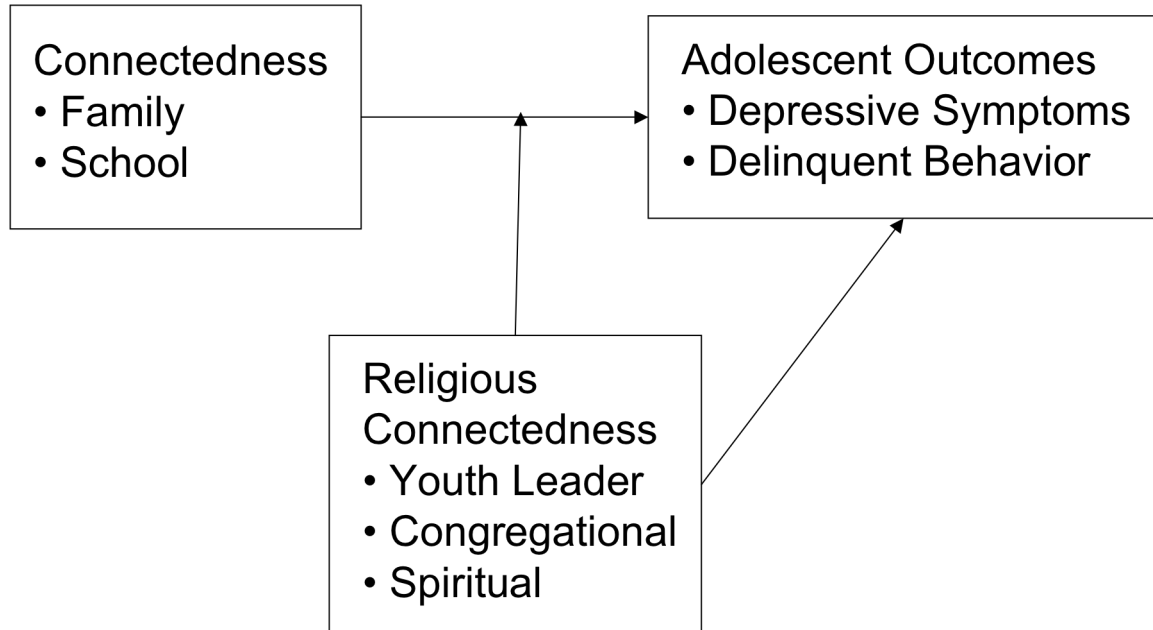 Connectedness
• Family
• School
Adolescent Outcomes
• Depressive Symptoms
• Delinquent Behavior
Religious
Connectedness
• Youth Leader
• Congregational
• Spiritual